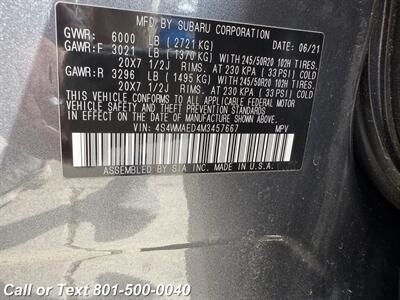 MFD BY SUBARU CORPORATION
GVWR: 6000 LB ( 2721 KG) DATE: 06/21
GAWR:F 3021 LB ( 1370 KG) WITH 245/50R20 102H TIRES,
20X7 1/2J RIMS, AT 230 KPA ( 33 PSI) COLD
GAWR:R 3296 LB ( 1495 KG) WITH 245/50R20 102H TIRES,
20X7 1/2J RIMS, AT 230 KPA ( 33 PSI) COLD
THIS VEHICLE CONFORMS TO ALL APPLICABLE FEDERAL MOTOR
VEHICLE SAFETY AND THEFT PREVENTION STANDARDS
IN EFFECT ON THE DATE OF MANUFACTURE SHOWN ABOVE.
VIN: 4S4WMAED4M3457667 MPV
ASSEMBLED BY SIA, INC. MADE IN U.S.A.
Call or Text 801-500-0040